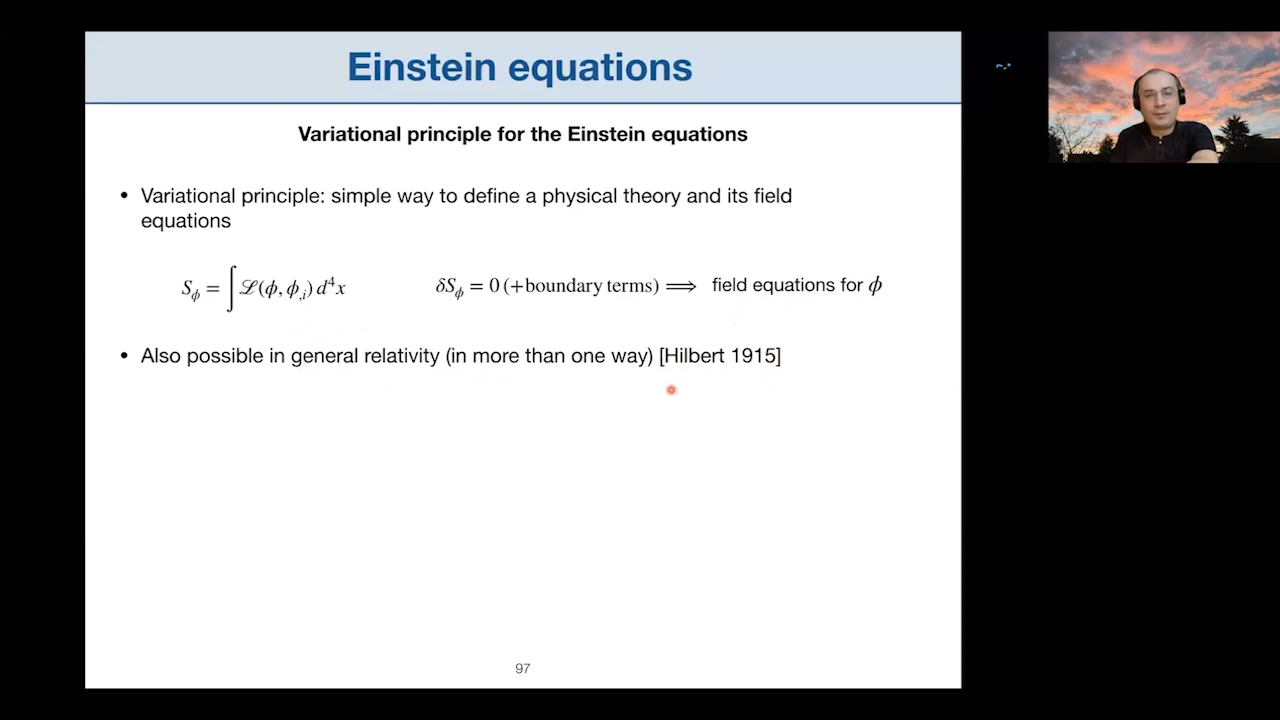 Einstein equations
Variational principle for the Einstein equations
• Variational principle: simple way to define a physical theory and its field
equations
S_ϕ = ∫ ℒ(ϕ, ϕ_{,i}) d⁴x δS_ϕ = 0 (+boundary terms) ⟹ field equations for ϕ
• Also possible in general relativity (in more than one way) [Hilbert 1915]
97